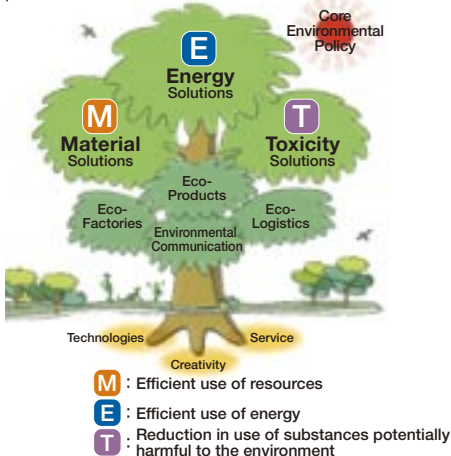 Core
Environmental
Policy
E
Energy
Solutions
M
Material
Solutions
T
Toxicity
Solutions
Eco-
Products
Eco-
Factories
Eco-
Logistics
Environmental
Communication
Technologies
Service
Creativity
M : Efficient use of resources
E : Efficient use of energy
T : Reduction in use of substances potentially
harmful to the environment